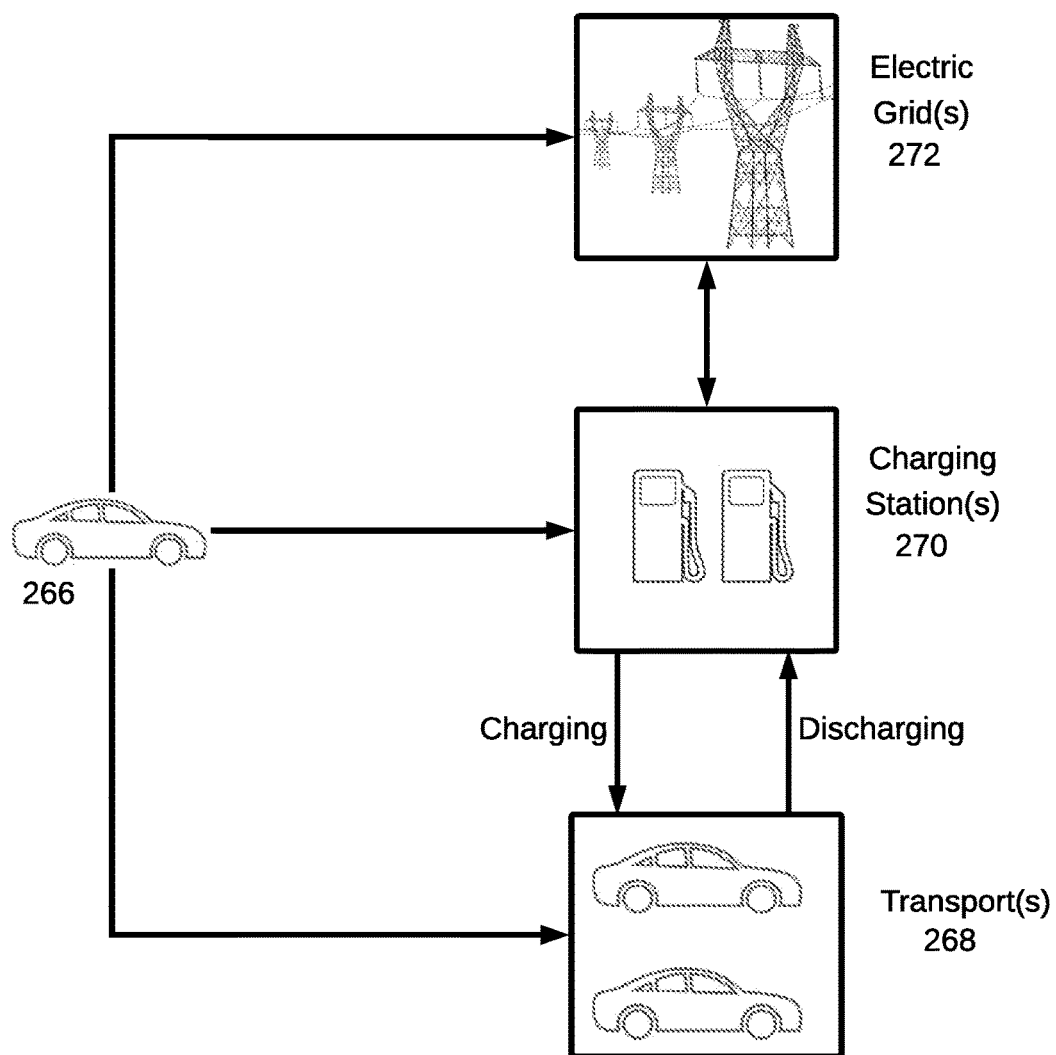 Electric
Grid(s)
272
Charging
Station(s)
270
266
Charging
Discharging
Transport(s)
268